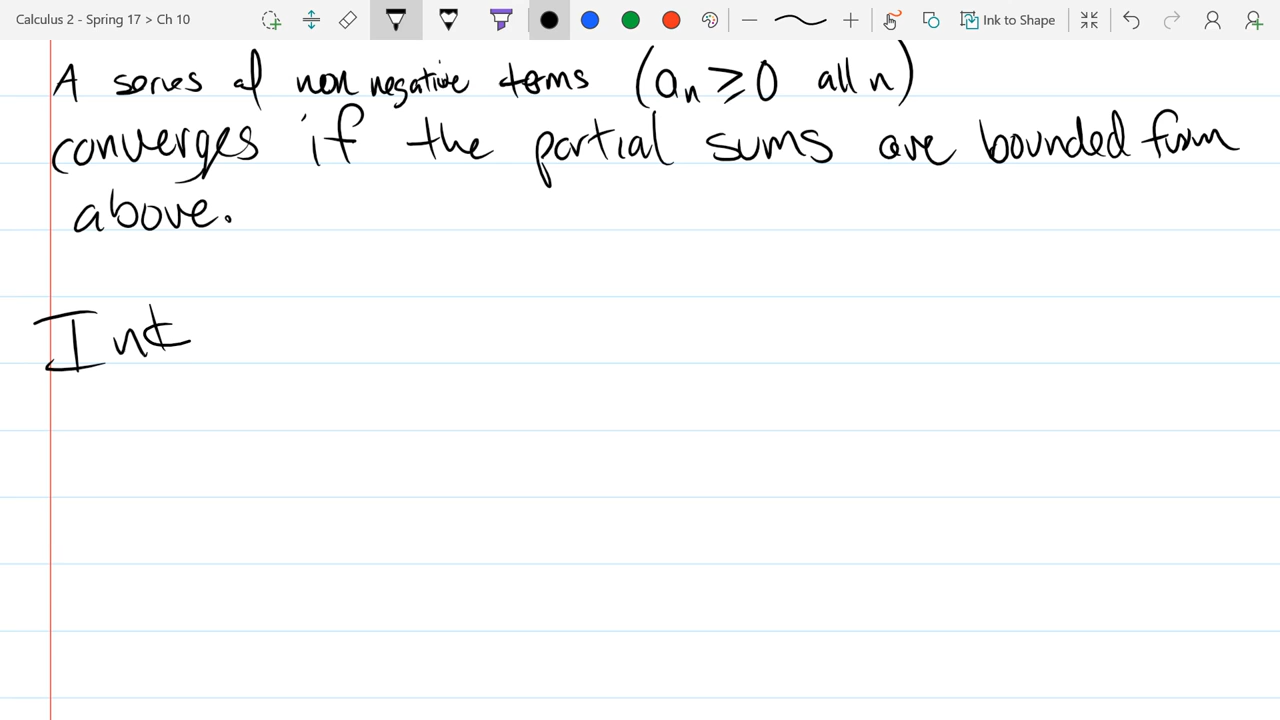 Calculus 2 - Spring 17 > Ch 10
Ink to Shape
A series of non negative terms (aₙ ≥ 0 all n)
converges if the partial sums are bounded from
above.
Int